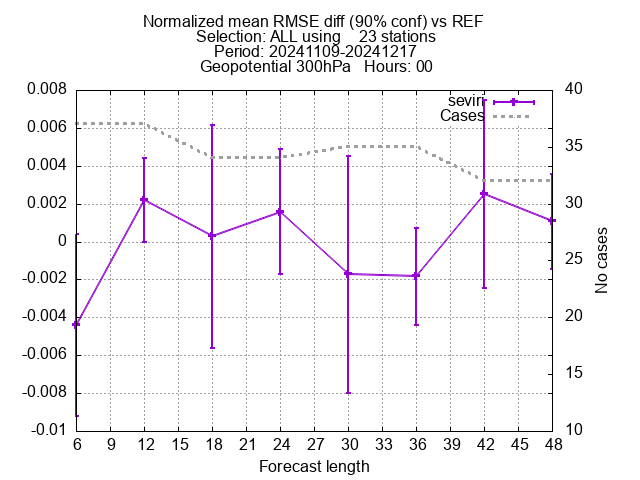 Normalized mean RMSE diff (90% conf) vs REF
Selection: ALL using    23 stations
Period: 20241109-20241217
Geopotential 300hPa   Hours: 00
seviri
Cases
0.008
0.006
0.004
0.002
0
-0.002
-0.004
-0.006
-0.008
-0.01
40
35
30
25
20
15
10
No cases
6 9 12 15 18 21 24 27 30 33 36 39 42 45 48
Forecast length